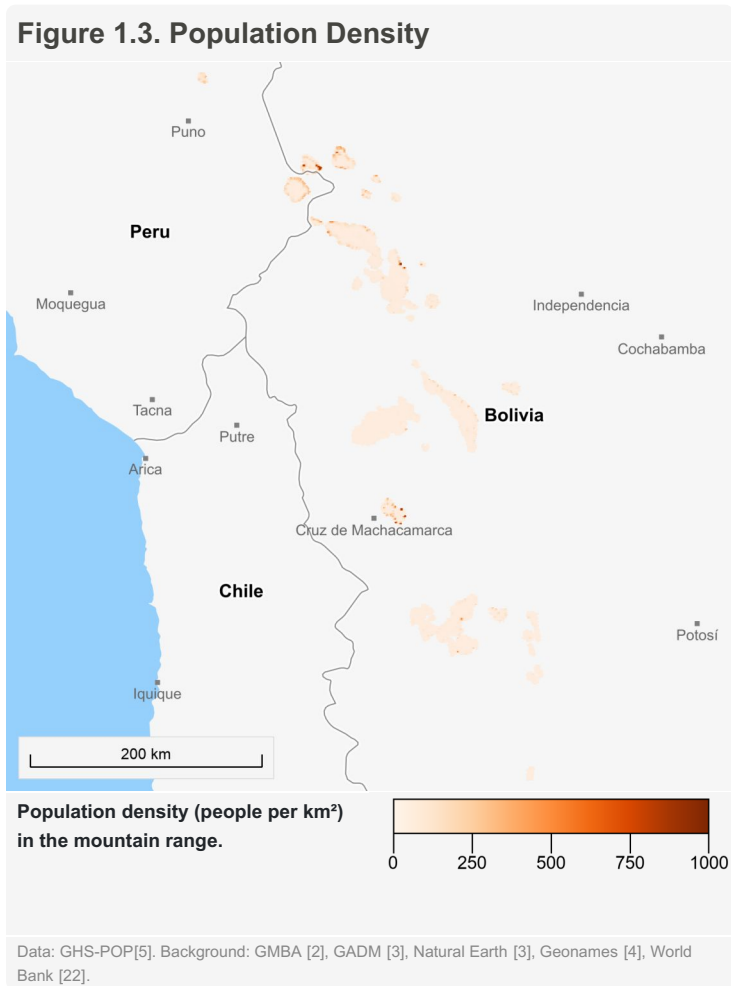 Figure 1.3. Population Density
Puno
Peru
Moquegua
Independencia
Cochabamba
Tacna
Putre
Bolivia
Arica
Cruz de Machacamarca
Chile
Potosí
Iquique
200 km
Population density (people per km²)
in the mountain range.
0 250 500 750 1000
Data: GHS-POP[5]. Background: GMBA [2], GADM [3], Natural Earth [3], Geonames [4], World
Bank [22].